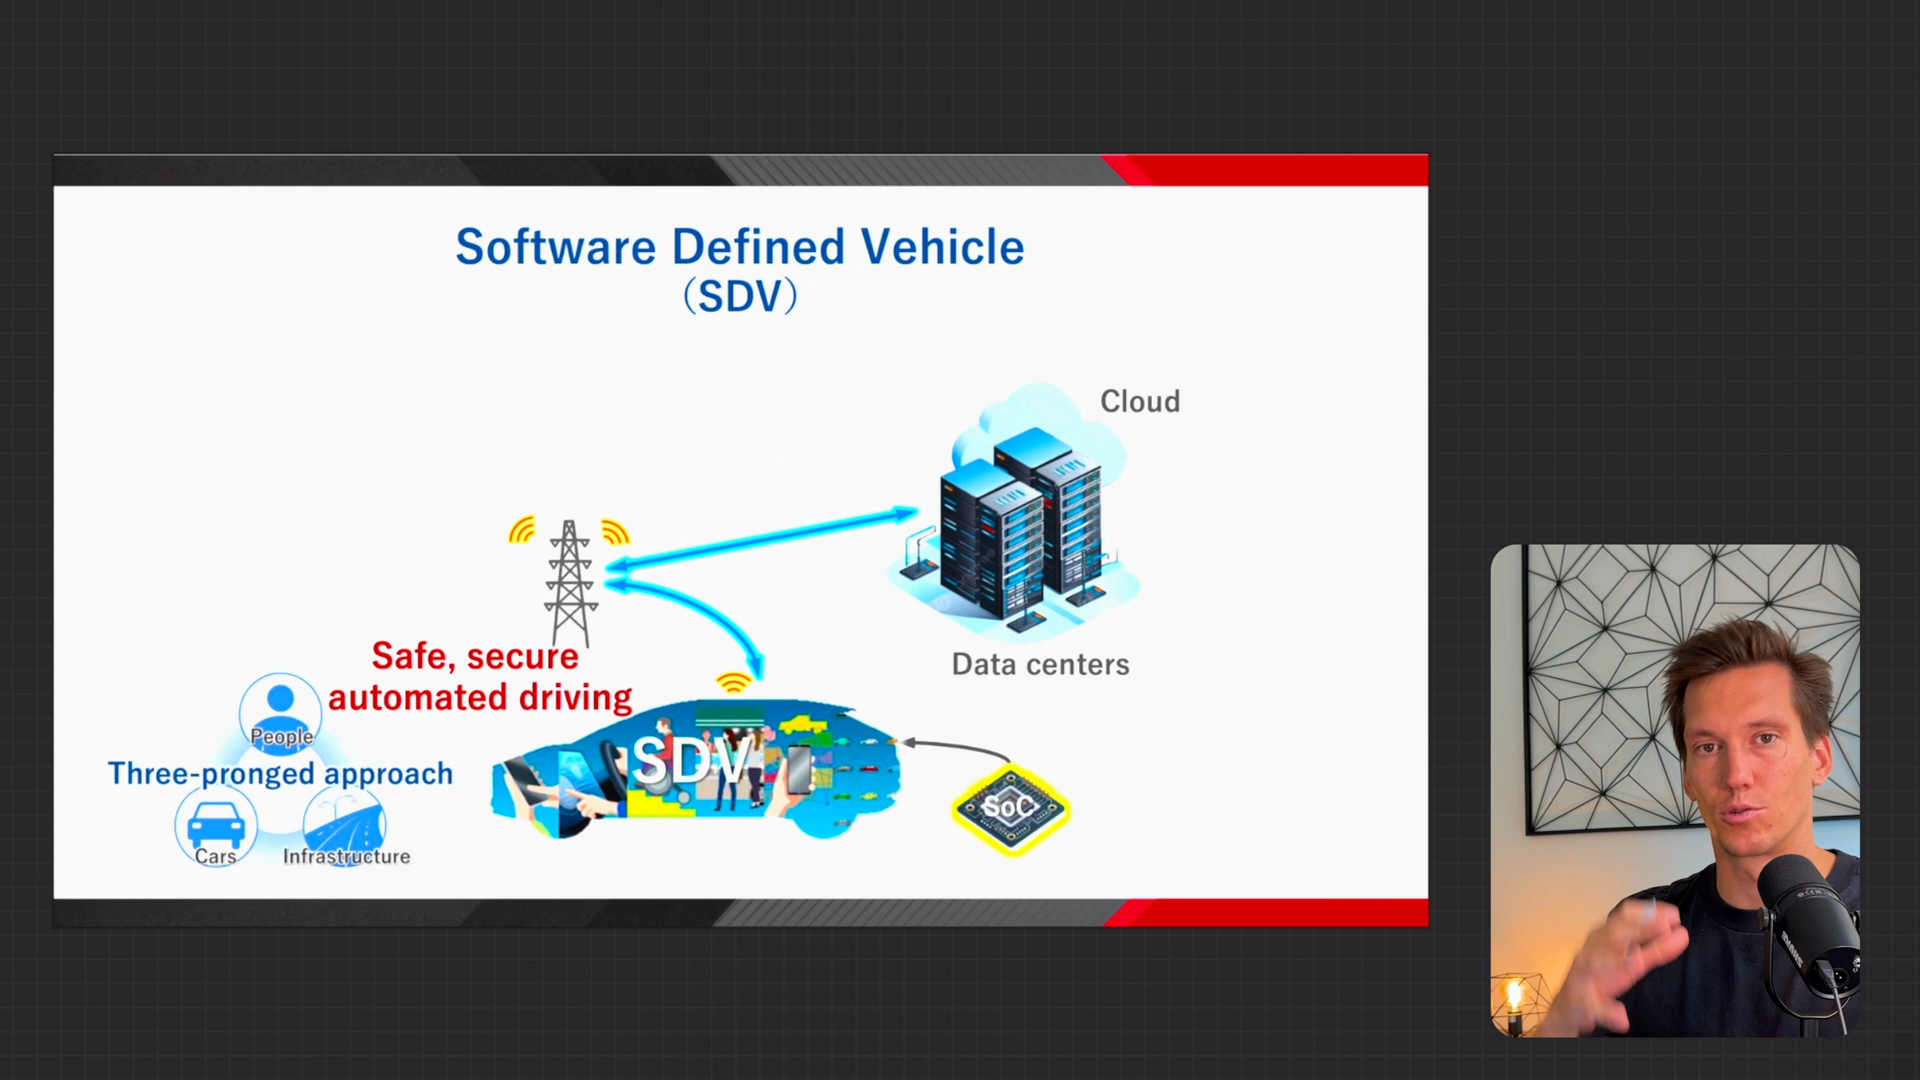 Software Defined Vehicle
（SDV）
Cloud
Data centers
Safe, secure
automated driving
People
Three-pronged approach
Cars
Infrastructure
SDV
SoC